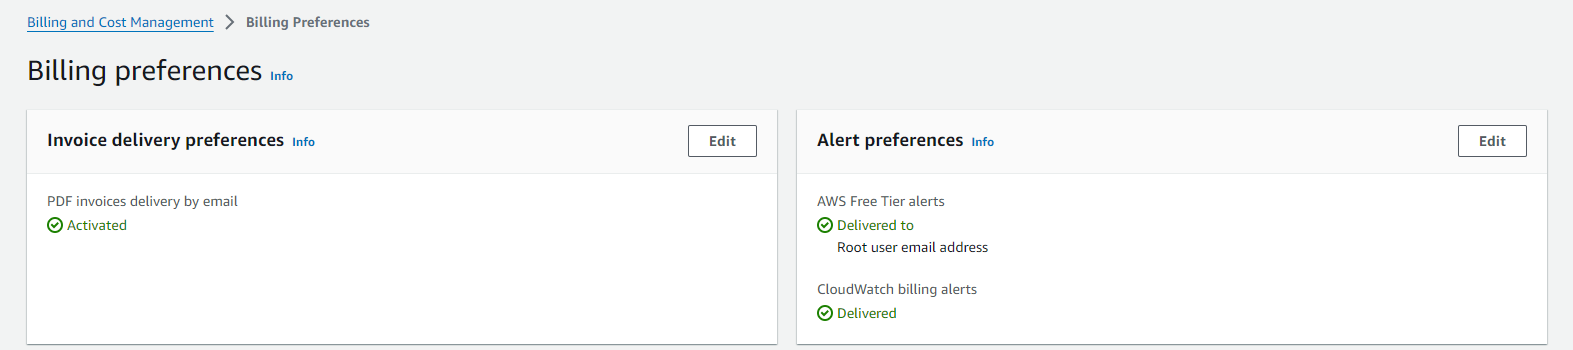 Billing and Cost Management > Billing Preferences
Billing preferences Info
Invoice delivery preferences Info Edit
PDF invoices delivery by email
Activated
Alert preferences Info Edit
AWS Free Tier alerts
Delivered to
Root user email address
CloudWatch billing alerts
Delivered